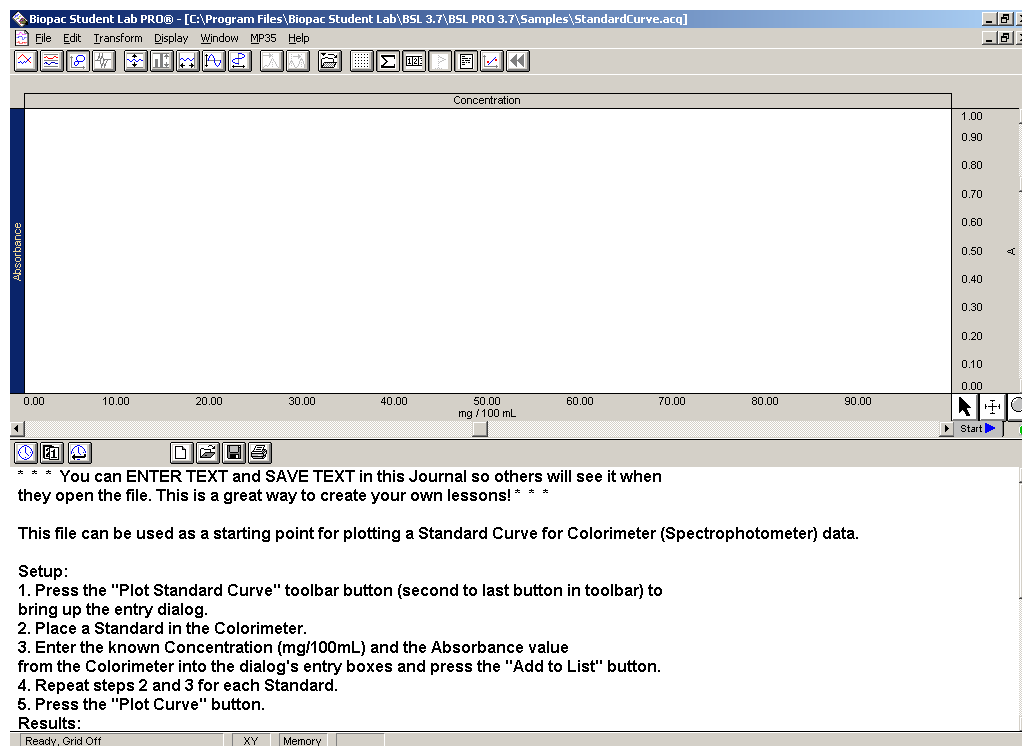 Biopac Student Lab PRO® - [C:\Program Files\Biopac Student Lab\BSL 3.7\BSL PRO 3.7\Samples\StandardCurve.acq]
File Edit Transform Display Window MP35 Help
Concentration
Absorbance
1.00
0.90
0.80
0.70
0.60
0.50
0.40
0.30
0.20
0.10
0.00
A
0.00 10.00 20.00 30.00 40.00 50.00 60.00 70.00 80.00 90.00
mg / 100 mL
Start
* * * You can ENTER TEXT and SAVE TEXT in this Journal so others will see it when
they open the file. This is a great way to create your own lessons! * * *
This file can be used as a starting point for plotting a Standard Curve for Colorimeter (Spectrophotometer) data.
Setup:
1. Press the "Plot Standard Curve" toolbar button (second to last button in toolbar) to
bring up the entry dialog.
2. Place a Standard in the Colorimeter.
3. Enter the known Concentration (mg/100mL) and the Absorbance value
from the Colorimeter into the dialog's entry boxes and press the "Add to List" button.
4. Repeat steps 2 and 3 for each Standard.
5. Press the "Plot Curve" button.
Results:
Ready, Grid Off XY Memory